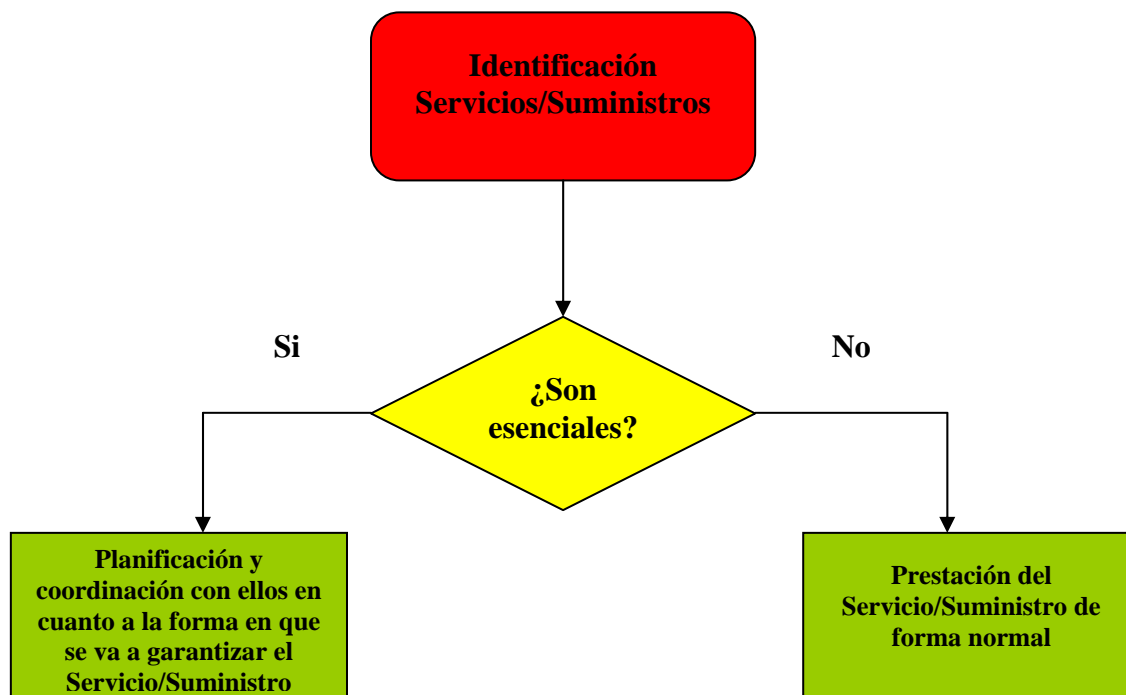 Identificación
Servicios/Suministros
Si
No
¿Son
esenciales?
Planificación y
coordinación con ellos en
cuanto a la forma en que
se va a garantizar el
Servicio/Suministro
Prestación del
Servicio/Suministro de
forma normal